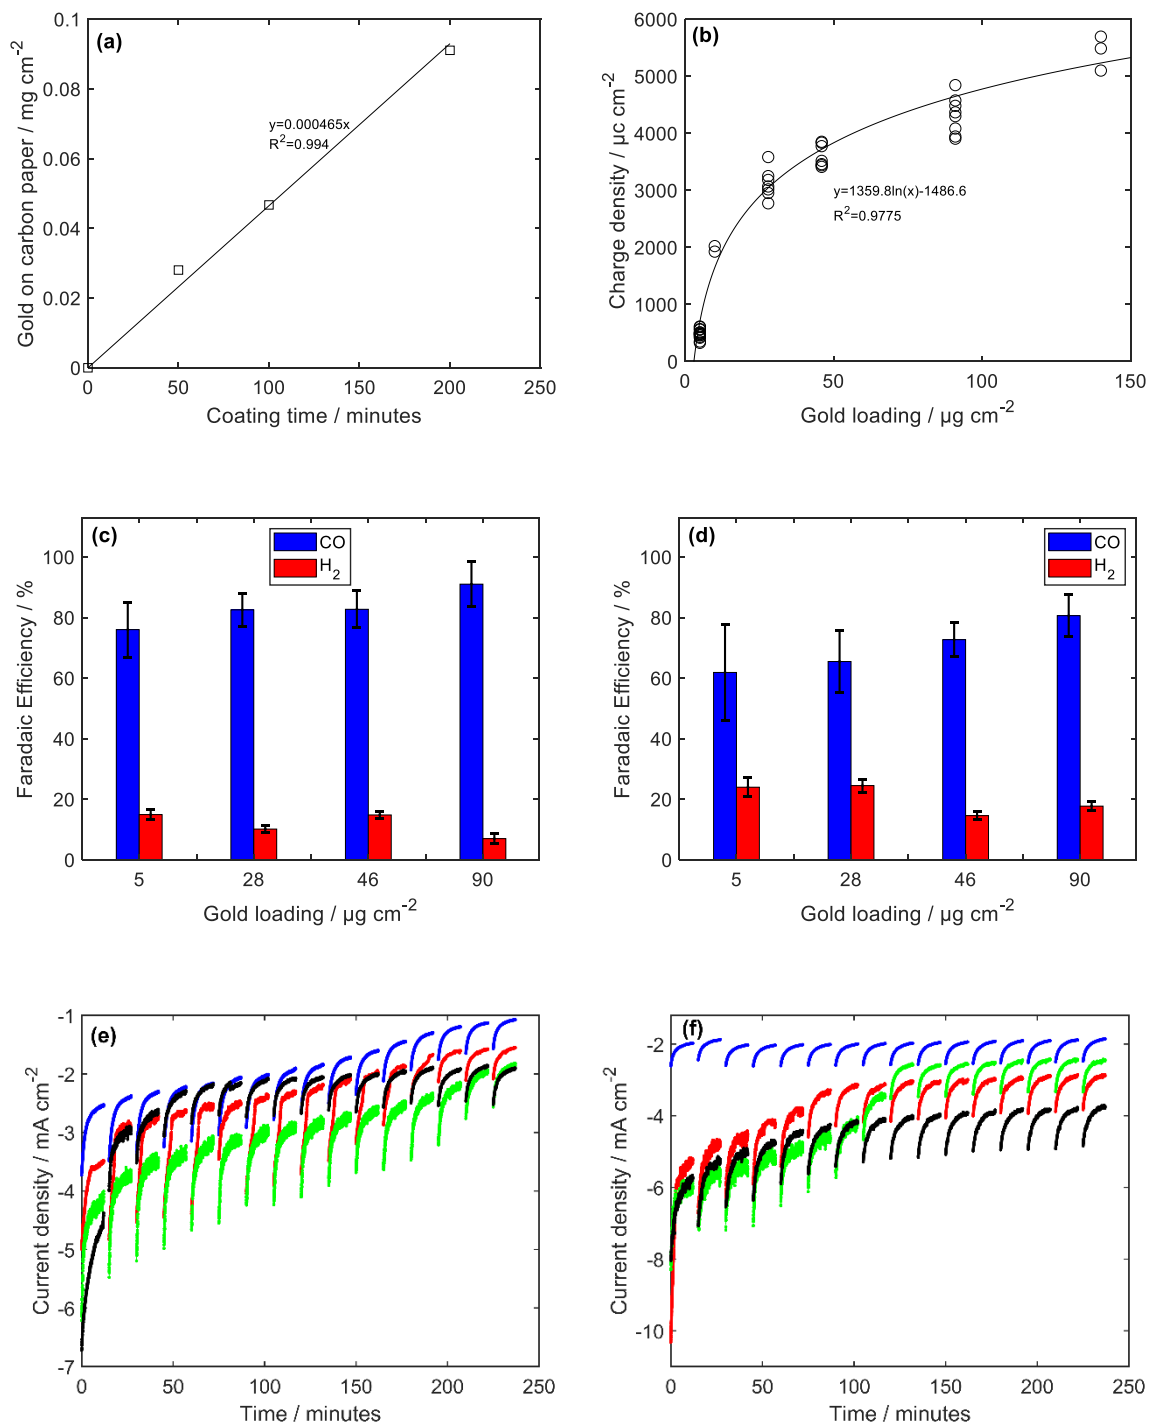 (a)
y=0.000465x
R²=0.994
0.1
0.08
0.06
0.04
0.02
0
0 50 100 150 200 250
Gold on carbon paper / mg cm⁻²
Coating time / minutes
(b)
y=1359.8ln(x)-1486.6
R²=0.9775
6000
5000
4000
3000
2000
1000
0
0 50 100 150
Charge density / µc cm⁻²
Gold loading / µg cm⁻²
(c)
CO
H₂
100
80
60
40
20
0
5 28 46 90
Faradaic Efficiency / %
Gold loading / µg cm⁻²
(d)
CO
H₂
100
80
60
40
20
0
5 28 46 90
Faradaic Efficiency / %
Gold loading / µg cm⁻²
(e)
-1
-2
-3
-4
-5
-6
-7
0 50 100 150 200 250
Current density / mA cm⁻²
Time / minutes
(f)
-2
-4
-6
-8
-10
0 50 100 150 200 250
Current density / mA cm⁻²
Time / minutes